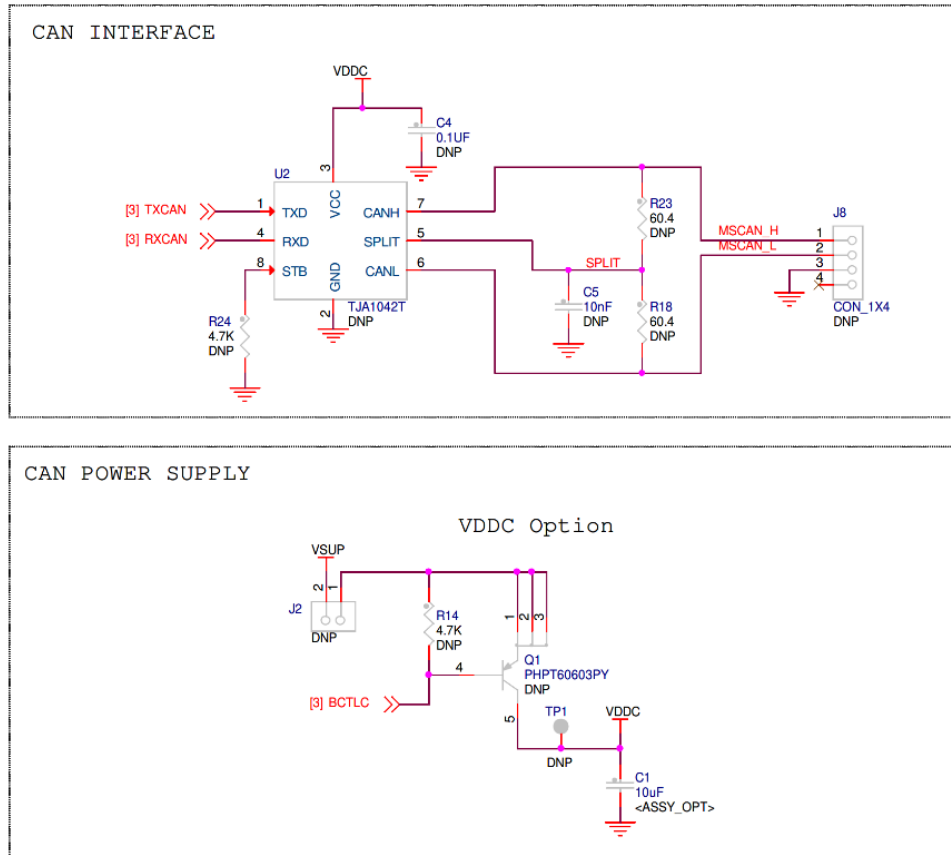 CAN INTERFACE
VDDC
C4
0.1UF
DNP
3
U2
VCC
[3] TXCAN
1
TXD
CANH
7
[3] RXCAN
4
RXD
SPLIT
5
8
STB
CANL
6
GND
2
TJA1042T
DNP
R24
4.7K
DNP
R23
60.4
DNP
SPLIT
C5
10nF
DNP
R18
60.4
DNP
MSCAN_H
MSCAN_L
J8
1
2
3
4
CON_1X4
DNP
CAN POWER SUPPLY
VDDC Option
VSUP
2
1
J2
DNP
R14
4.7K
DNP
1
2
3
4
Q1
PHPT60603PY
DNP
[3] BCTLC
5
TP1
DNP
VDDC
C1
10uF
<ASSY_OPT>